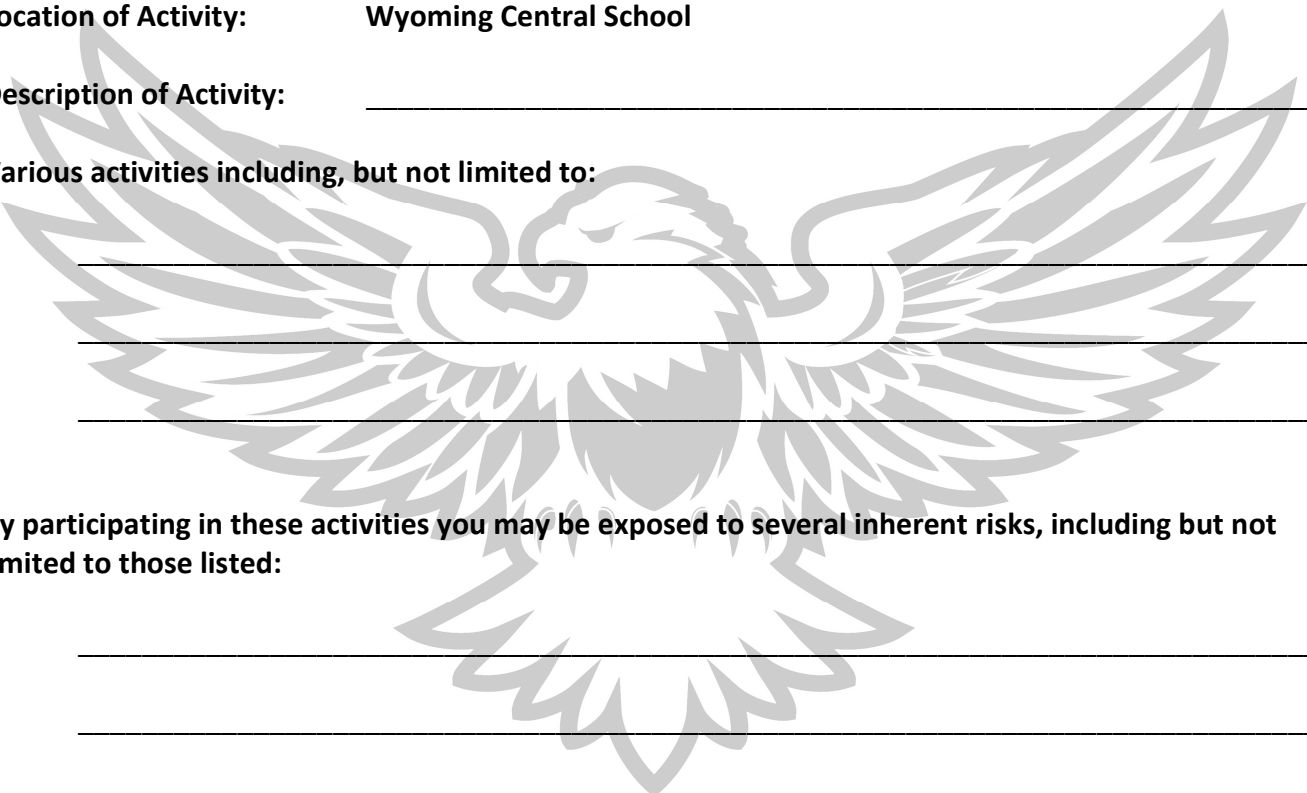 ocation of Activity: Wyoming Central School
escription of Activity:
arious activities including, but not limited to:
y participating in these activities you may be exposed to several inherent risks, including but not
mited to those listed: